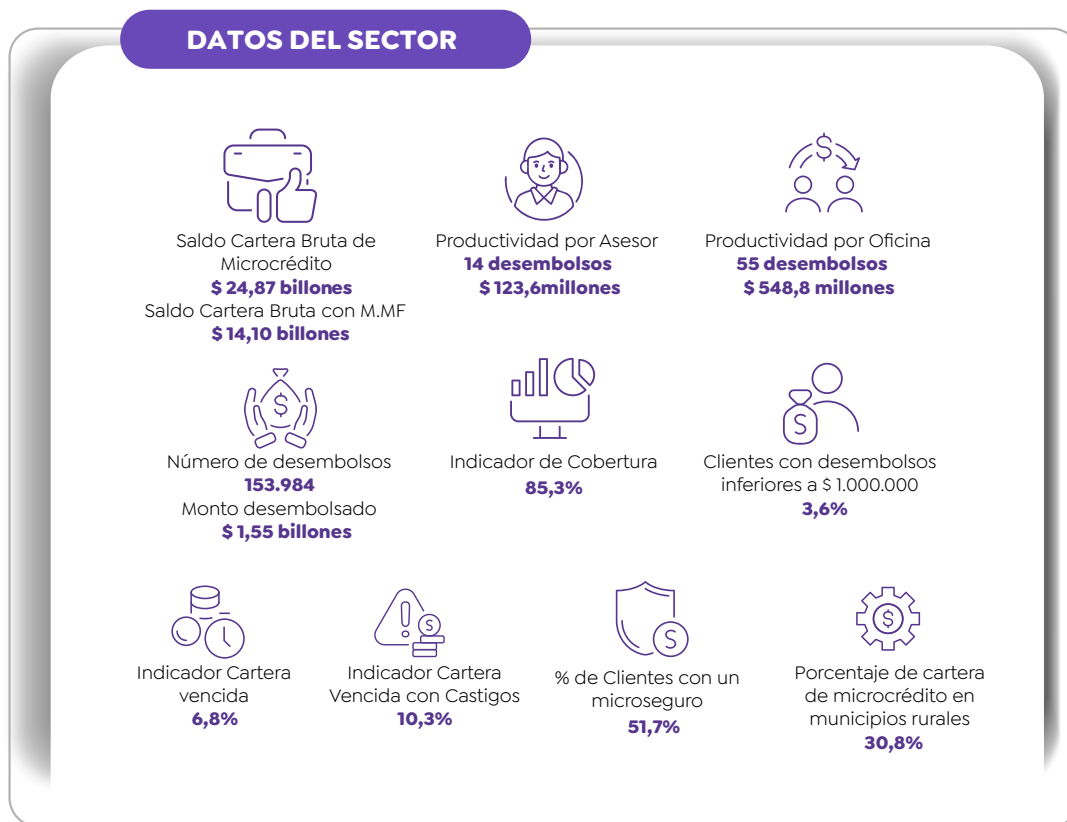 DATOS DEL SECTOR
Saldo Cartera Bruta de
Microcrédito
$ 24,87 billones
Saldo Cartera Bruta con M.MF
$ 14,10 billones
Productividad por Asesor
14 desembolsos
$ 123,6millones
Productividad por Oficina
55 desembolsos
$ 548,8 millones
Número de desembolsos
153.984
Monto desembolsado
$ 1,55 billones
Indicador de Cobertura
85,3%
Clientes con desembolsos
inferiores a $ 1.000.000
3,6%
Indicador Cartera
vencida
6,8%
Indicador Cartera
Vencida con Castigos
10,3%
% de Clientes con un
microseguro
51,7%
Porcentaje de cartera
de microcrédito en
municipios rurales
30,8%